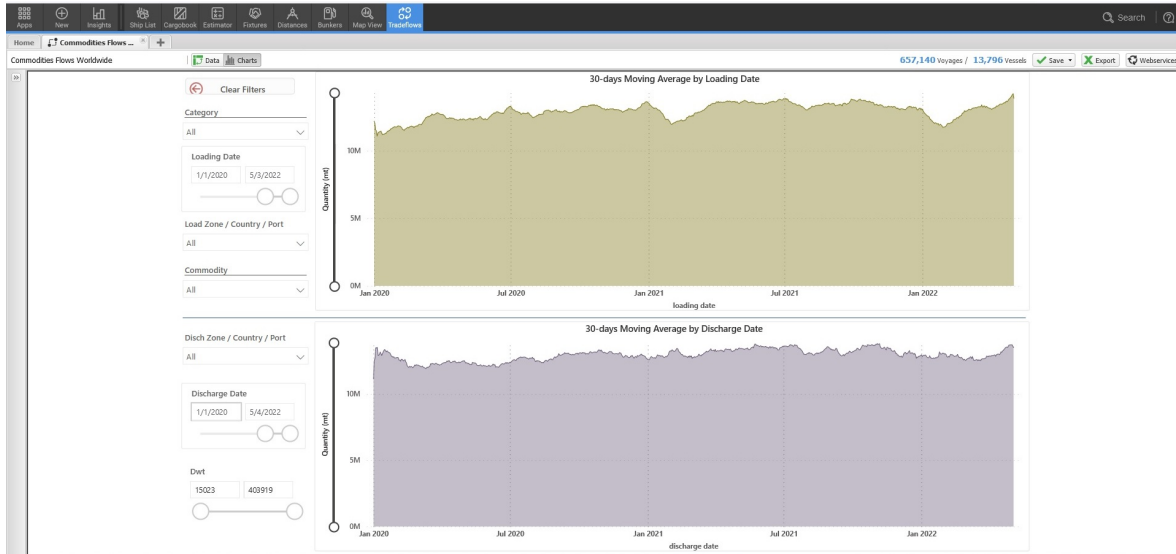 Apps New Insights Ship List Cargobook Estimator Fixtures Distances Bunkers Map View Tradeflows Search
Home Commodities Flows ... × +
Commodities Flows Worldwide Data Charts 657,140 Voyages / 13,796 Vessels Save Export Webservices
Clear Filters
Category
All
Loading Date
1/1/2020 5/3/2022
Load Zone / Country / Port
All
Commodity
All
30-days Moving Average by Loading Date
Quantity (mt)
10M
5M
0M
Jan 2020 Jul 2020 Jan 2021 Jul 2021 Jan 2022
loading date
Disch Zone / Country / Port
All
Discharge Date
1/1/2020 5/4/2022
Dwt
15023 403919
30-days Moving Average by Discharge Date
Quantity (mt)
10M
5M
0M
Jan 2020 Jul 2020 Jan 2021 Jul 2021 Jan 2022
discharge date